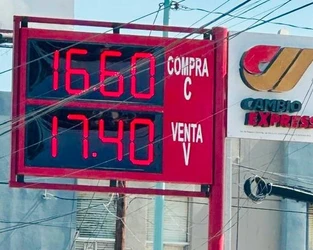 16.60
COMPRA
C
17.40
VENTA
V
CAMBIO
EXPRESS